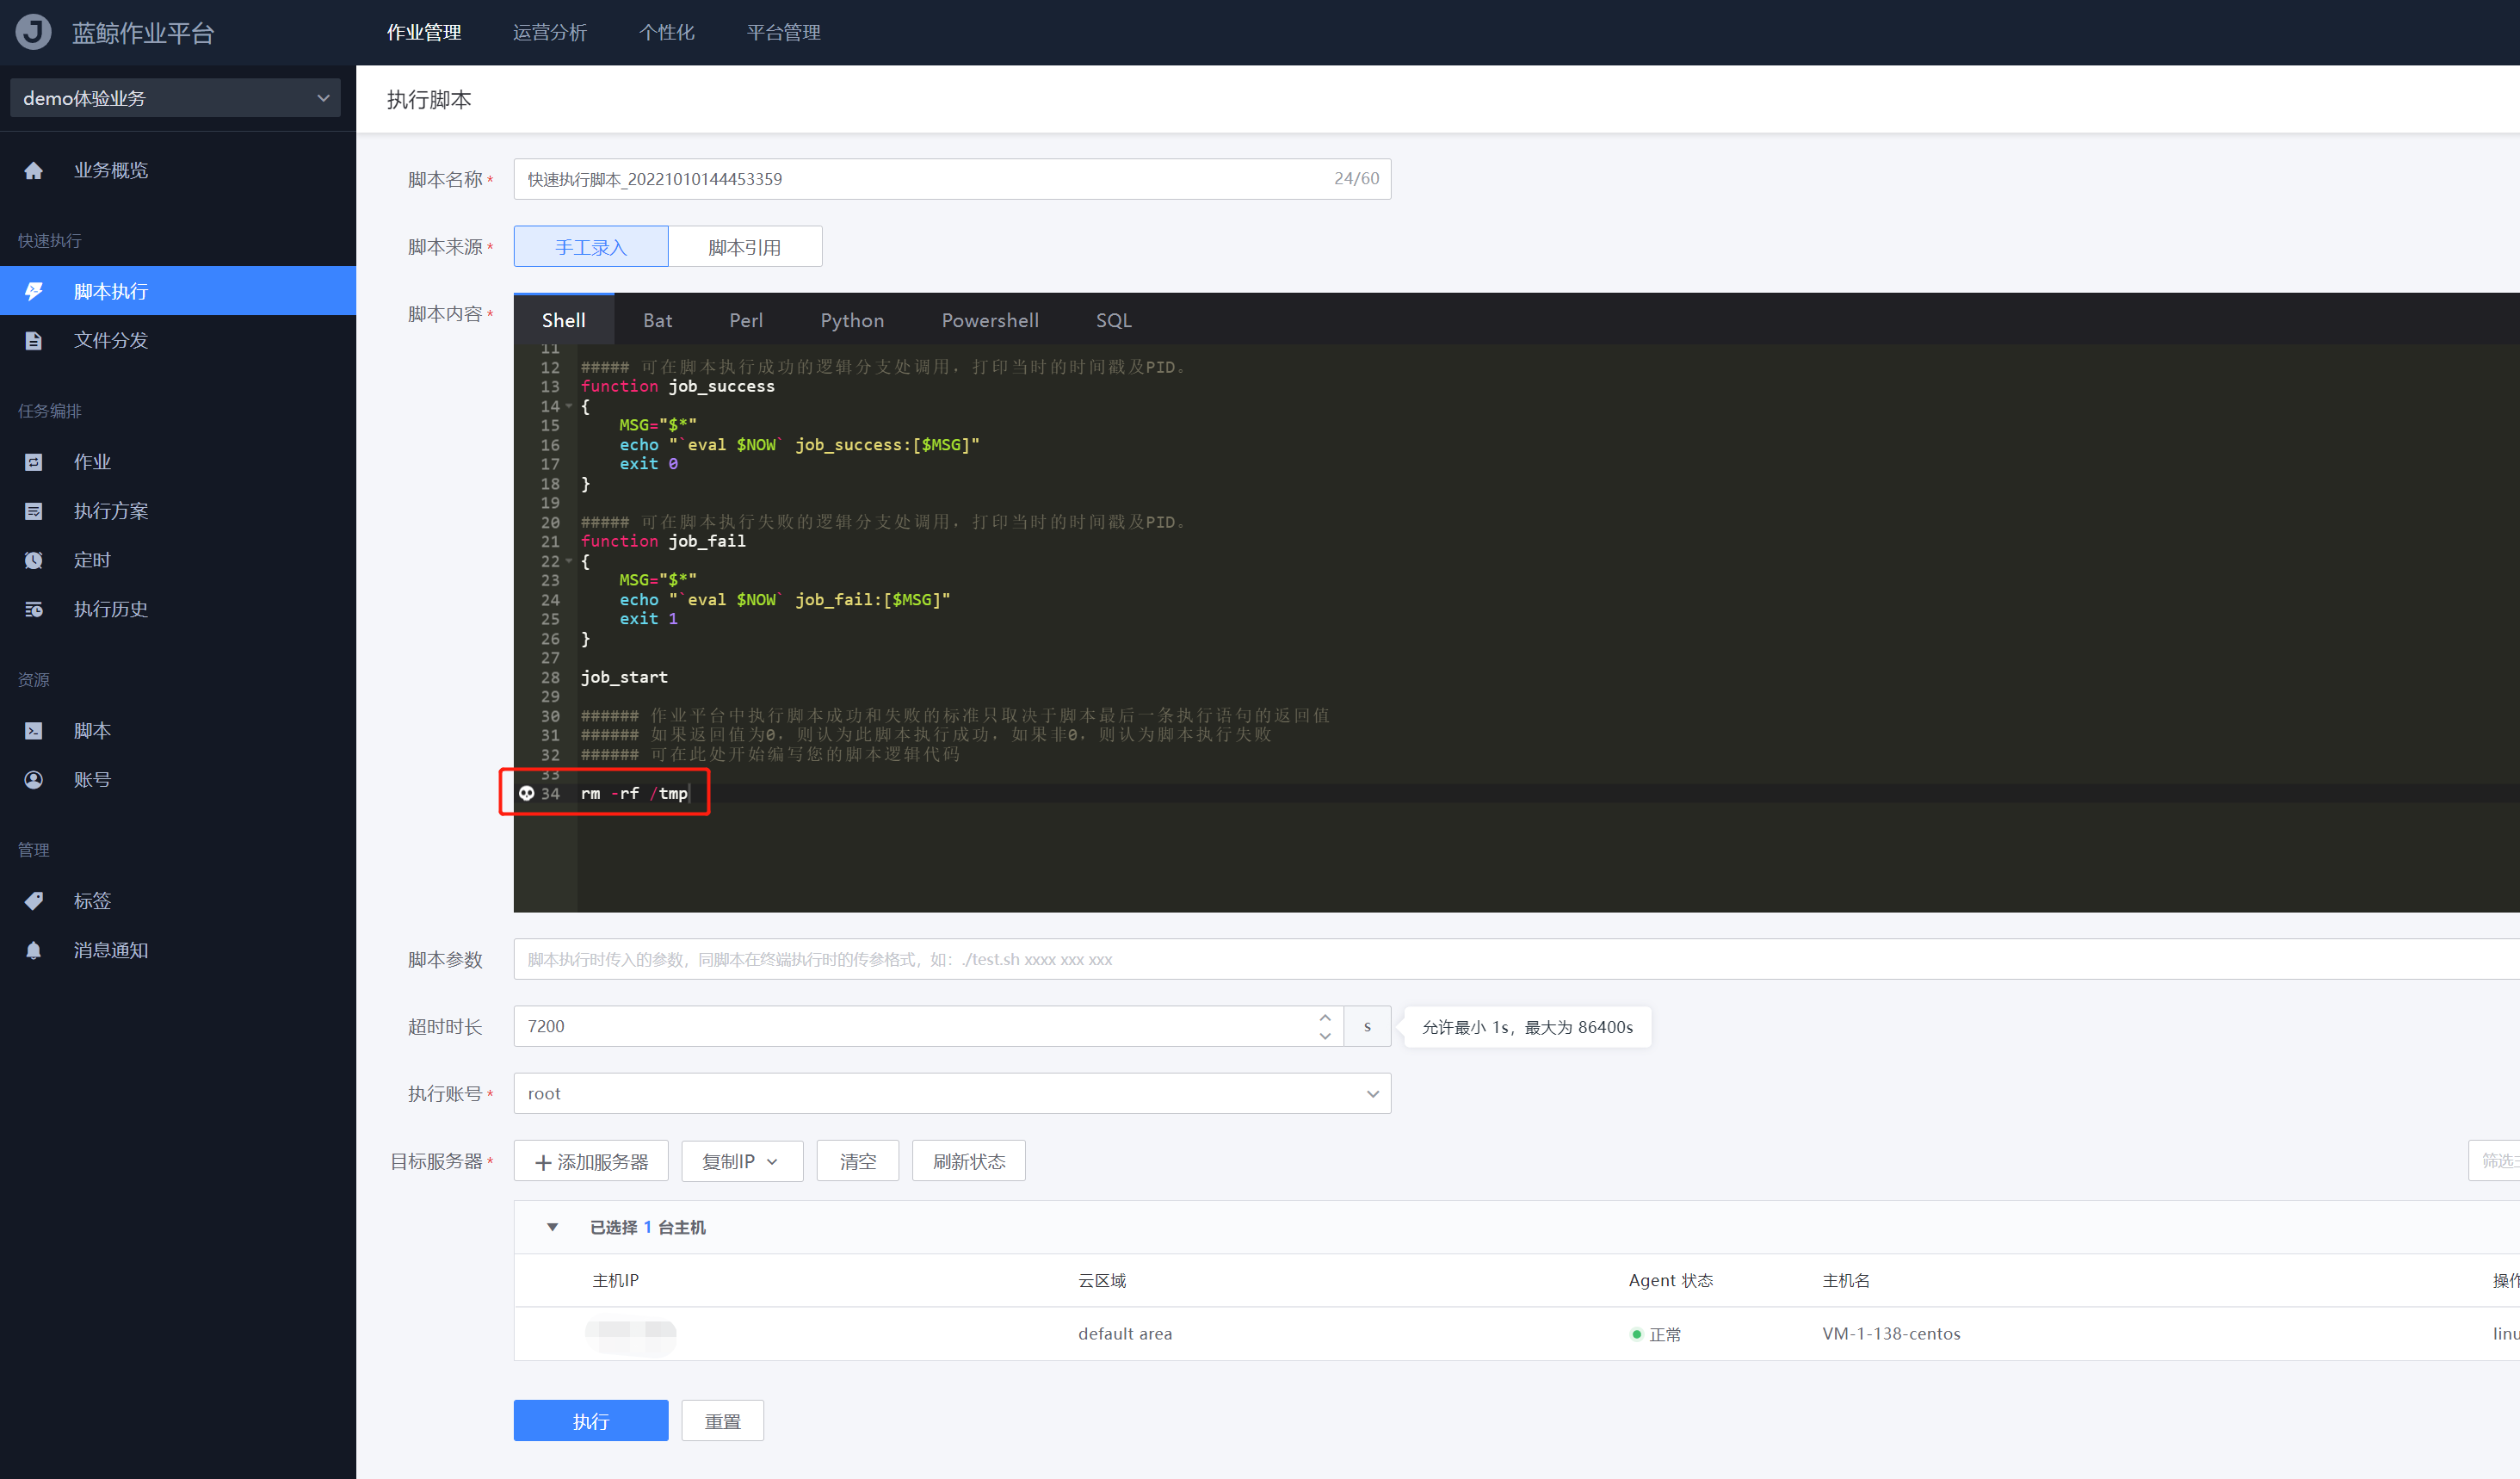 J 蓝鲸作业平台
作业管理 运营分析 个性化 平台管理
demo体验业务
业务概览
快速执行
脚本执行
文件分发
任务编排
作业
执行方案
定时
执行历史
资源
脚本
账号
管理
标签
消息通知
执行脚本
脚本名称* 快速执行脚本_20221010144453359 24/60
脚本来源* 手工录入 脚本引用
脚本内容* Shell Bat Perl Python Powershell SQL
11
12 ##### 可在脚本执行成功的逻辑分支处调用，打印当时的时间戳及PID。
13 function job_success
14 {
15     MSG="$*"
16     echo "`eval $NOW` job_success:[$MSG]"
17     exit 0
18 }
19
20 ##### 可在脚本执行失败的逻辑分支处调用，打印当时的时间戳及PID。
21 function job_fail
22 {
23     MSG="$*"
24     echo "`eval $NOW` job_fail:[$MSG]"
25     exit 1
26 }
27
28 job_start
29
30 ###### 作业平台中执行脚本成功和失败的标准只取决于脚本最后一条执行语句的返回值
31 ###### 如果返回值为0，则认为此脚本执行成功，如果非0，则认为脚本执行失败
32 ###### 可在此处开始编写您的脚本逻辑代码
33
34 rm -rf /tmp
脚本参数 脚本执行时传入的参数，同脚本在终端执行时的传参格式，如：./test.sh xxxx xxx xxx
超时时长 7200 s 允许最小 1s，最大为 86400s
执行账号* root
目标服务器* 添加服务器 复制IP 清空 刷新状态 筛选
已选择 1 台主机
主机IP 云区域 Agent 状态 主机名 操作
default area 正常 VM-1-138-centos linu
执行 重置